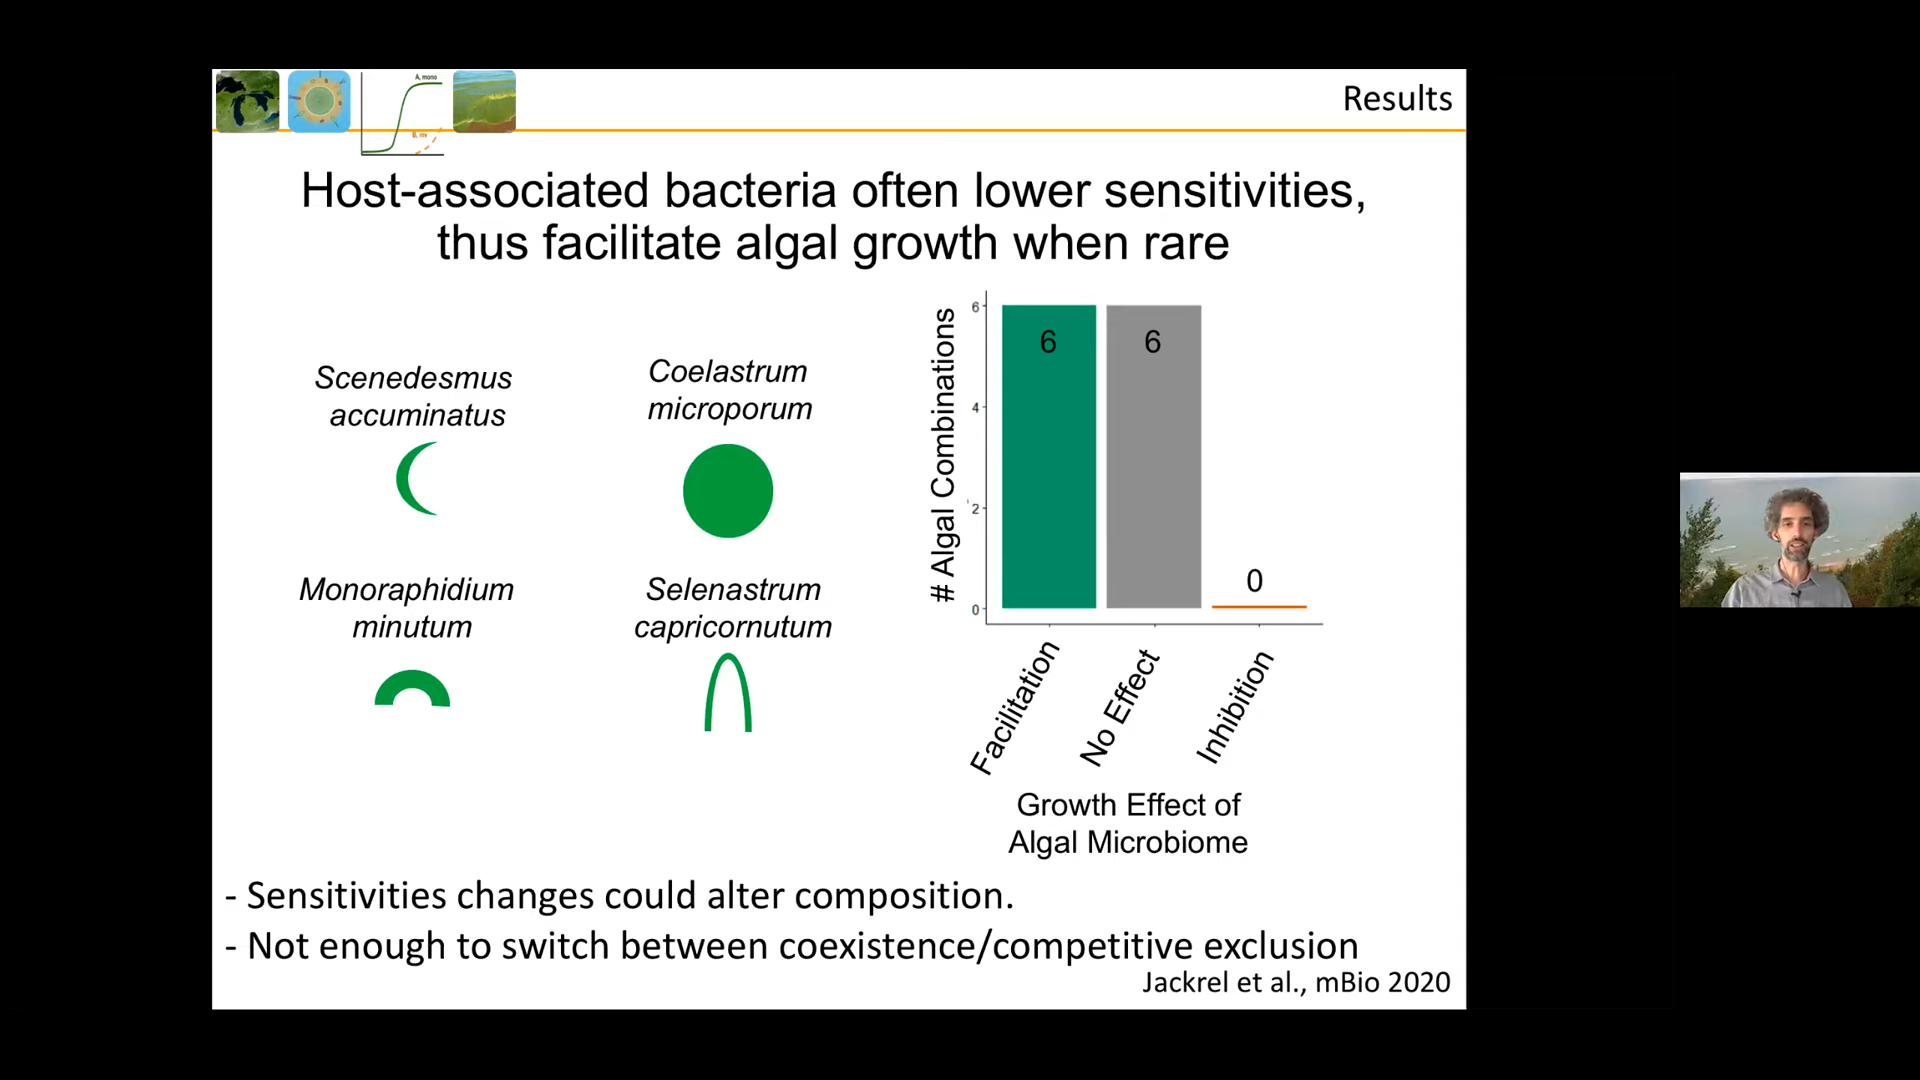 A, mono
B, inv
Results
Host-associated bacteria often lower sensitivities,
thus facilitate algal growth when rare
Scenedesmus
accuminatus
Coelastrum
microporum
Monoraphidium
minutum
Selenastrum
capricornutum
# Algal Combinations
6
4
2
0
6
6
0
Facilitation
No Effect
Inhibition
Growth Effect of
Algal Microbiome
- Sensitivities changes could alter composition.
- Not enough to switch between coexistence/competitive exclusion
Jackrel et al., mBio 2020